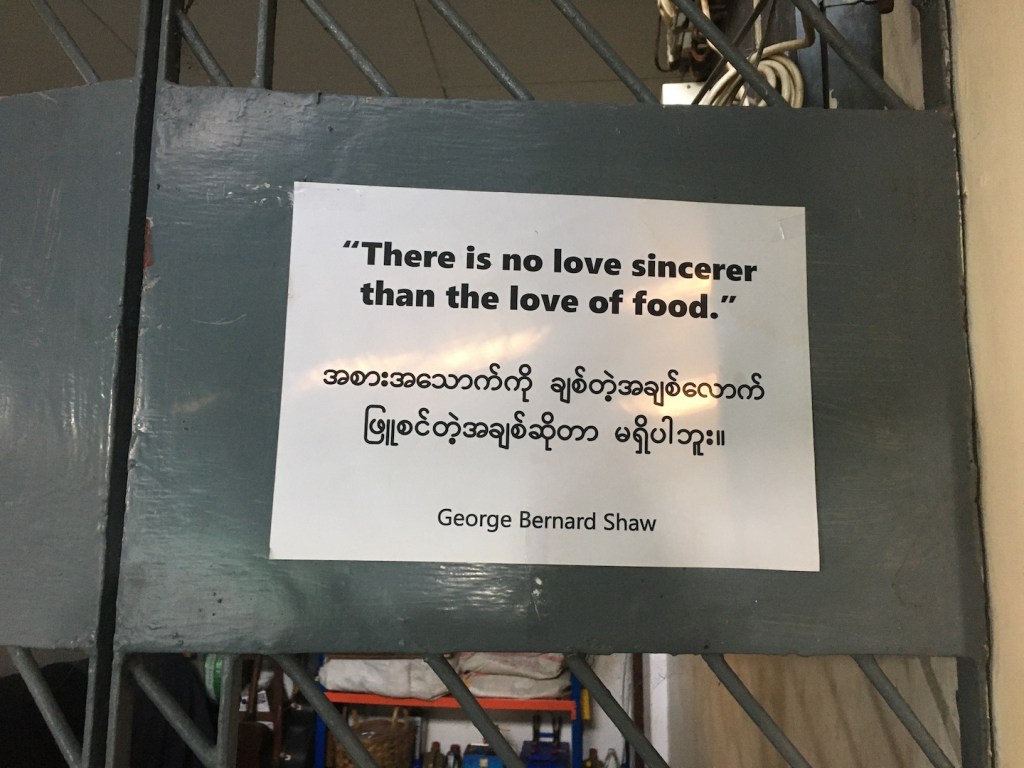 “There is no love sincerer
than the love of food.”
အစားအသောက်ကို ချစ်တဲ့အချစ်လောက်
ဖြူစင်တဲ့အချစ်ဆိုတာ မရှိပါဘူး။
George Bernard Shaw